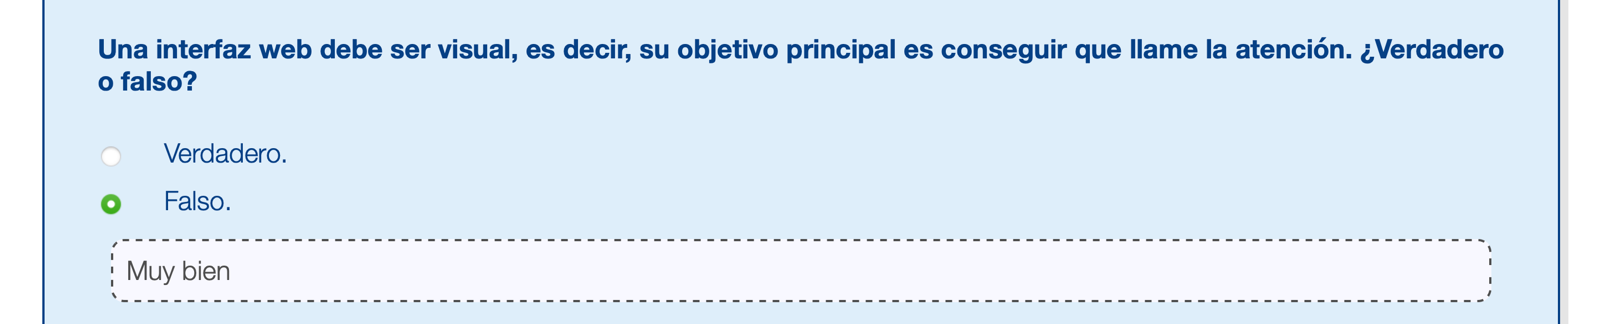 Una interfaz web debe ser visual, es decir, su objetivo principal es conseguir que llame la atención. ¿Verdadero
o falso?
Verdadero.
Falso.
Muy bien